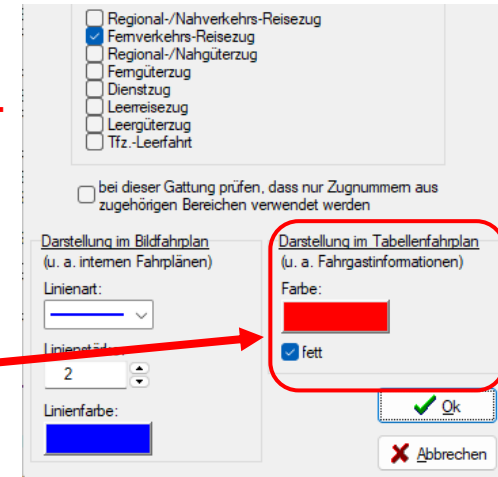 Regional-/Nahverkehrs-Reisezug
Fernverkehrs-Reisezug
Regional-/Nahgüterzug
Ferngüterzug
Dienstzug
Leerreisezug
Leergüterzug
Tfz.-Leerfahrt
bei dieser Gattung prüfen, dass nur Zugnummern aus
zugehörigen Bereichen verwendet werden
Darstellung im Bildfahrplan
(u. a. internen Fahrplänen)
Linienart:
Linienstärke:
2
Linienfarbe:
Darstellung im Tabellenfahrplan
(u. a. Fahrgastinformationen)
Farbe:
fett
Ok
Abbrechen